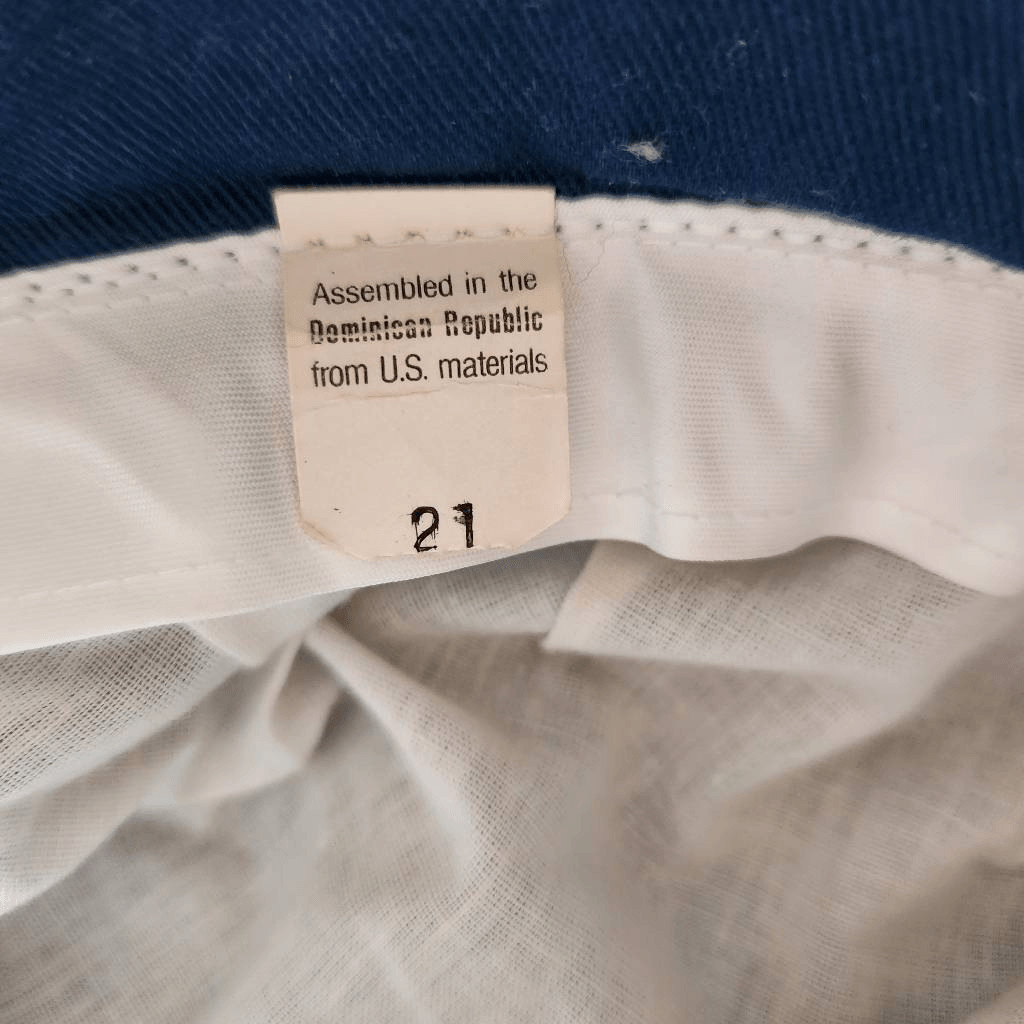 Assembled in the
Dominican Republic
from U.S. materials
21